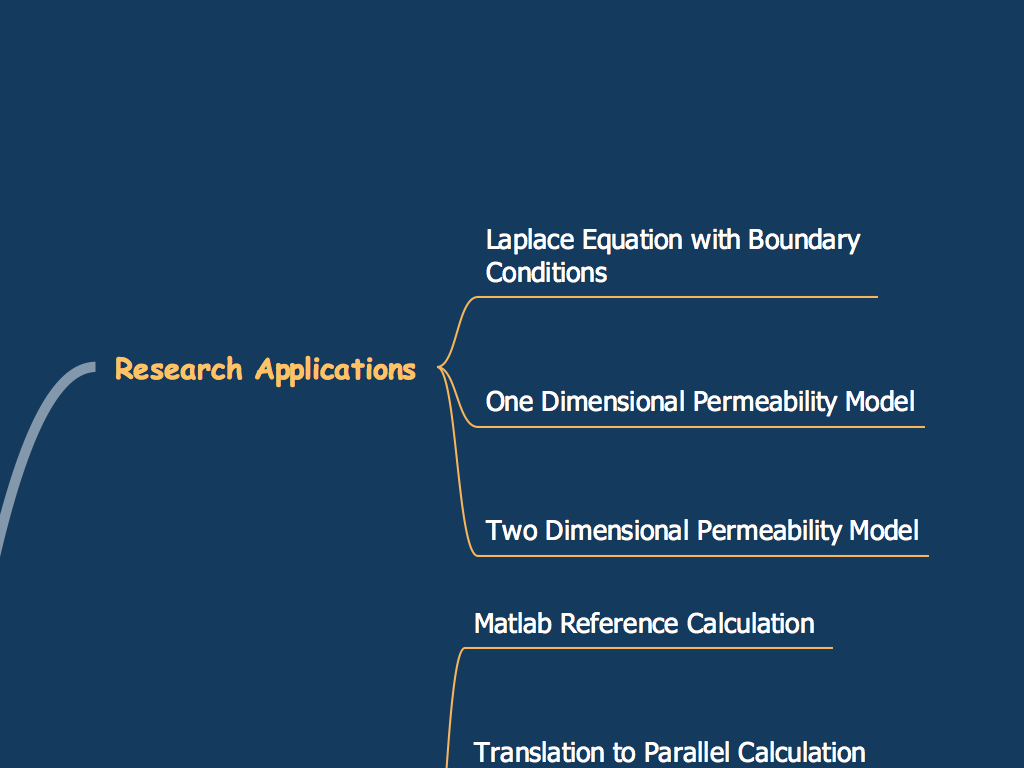 Laplace Equation with Boundary
Conditions
Research Applications
One Dimensional Permeability Model
Two Dimensional Permeability Model
Matlab Reference Calculation
Translation to Parallel Calculation